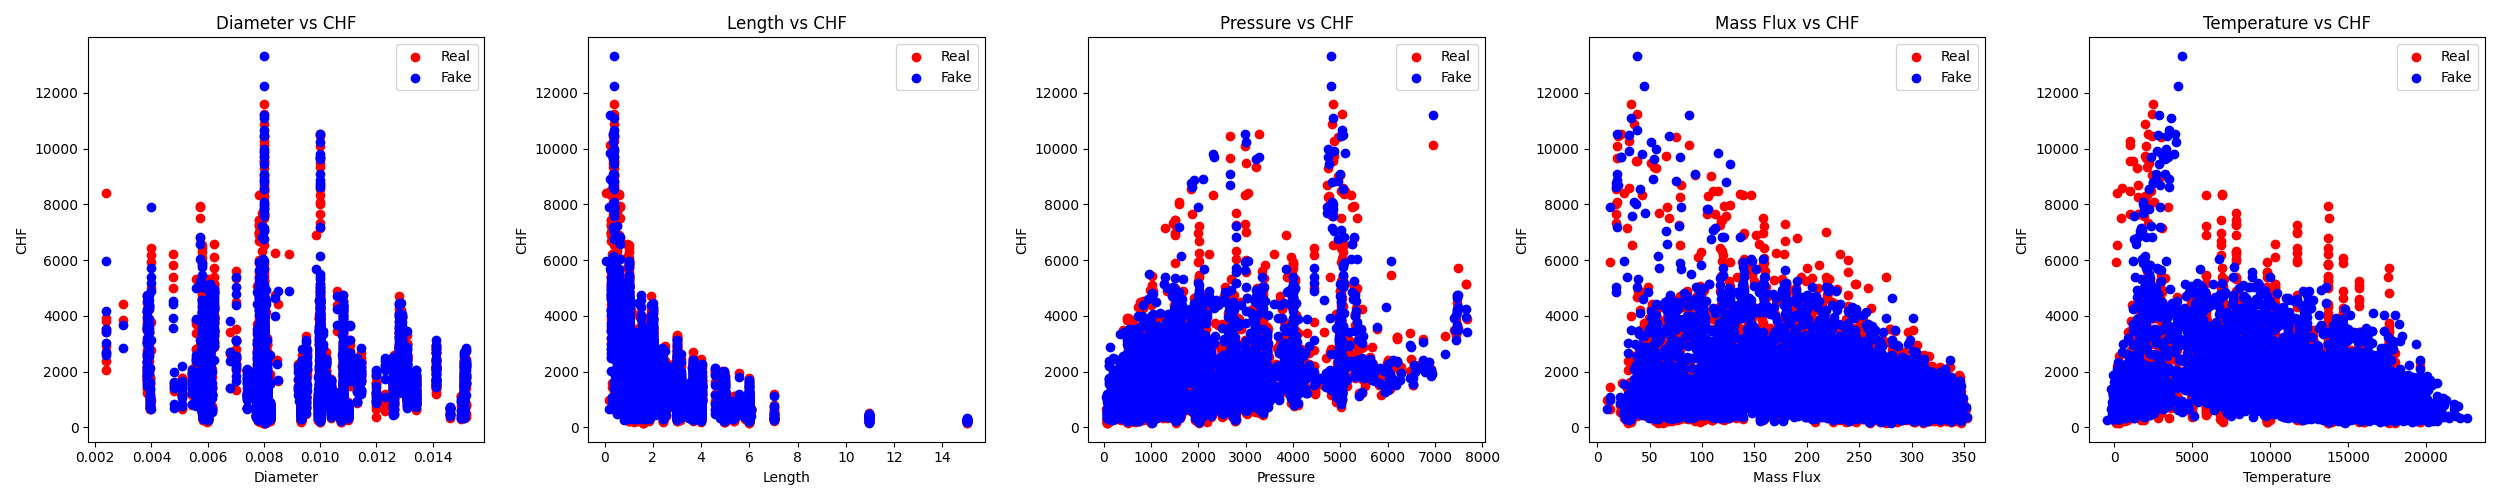 Diameter vs CHF
Real
Fake
12000
10000
8000
6000
4000
2000
0
CHF
0.002 0.004 0.006 0.008 0.010 0.012 0.014
Diameter
Length vs CHF
Real
Fake
12000
10000
8000
6000
4000
2000
0
CHF
0 2 4 6 8 10 12 14
Length
Pressure vs CHF
Real
Fake
12000
10000
8000
6000
4000
2000
0
CHF
0 1000 2000 3000 4000 5000 6000 7000 8000
Pressure
Mass Flux vs CHF
Real
Fake
12000
10000
8000
6000
4000
2000
0
CHF
0 50 100 150 200 250 300 350
Mass Flux
Temperature vs CHF
Real
Fake
12000
10000
8000
6000
4000
2000
0
CHF
0 5000 10000 15000 20000
Temperature